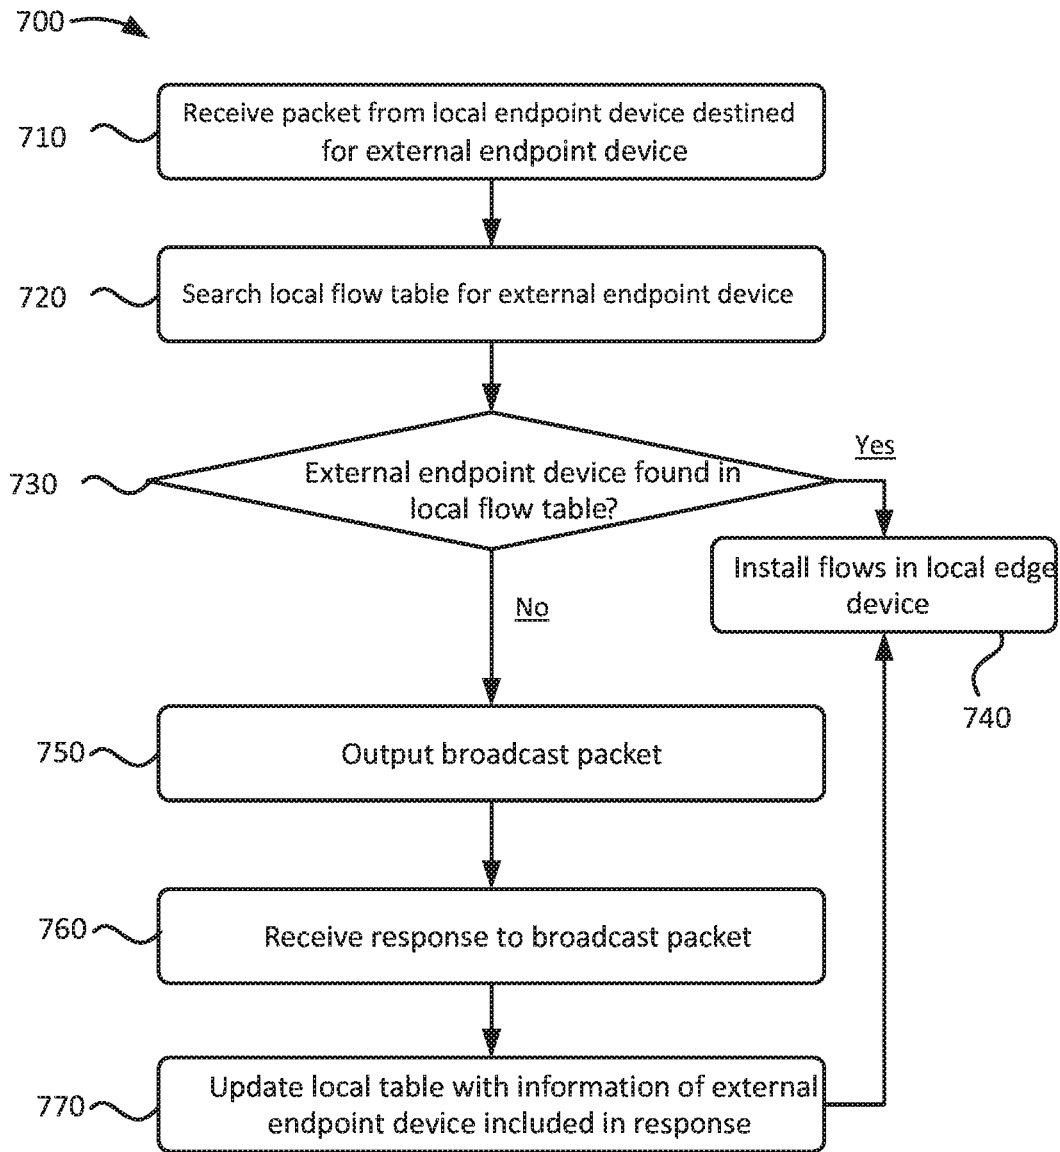 700
710
Receive packet from local endpoint device destined
for external endpoint device
720
Search local flow table for external endpoint device
730
External endpoint device found in
local flow table?
Yes
Install flows in local edge
device
740
No
750
Output broadcast packet
760
Receive response to broadcast packet
770
Update local table with information of external
endpoint device included in response